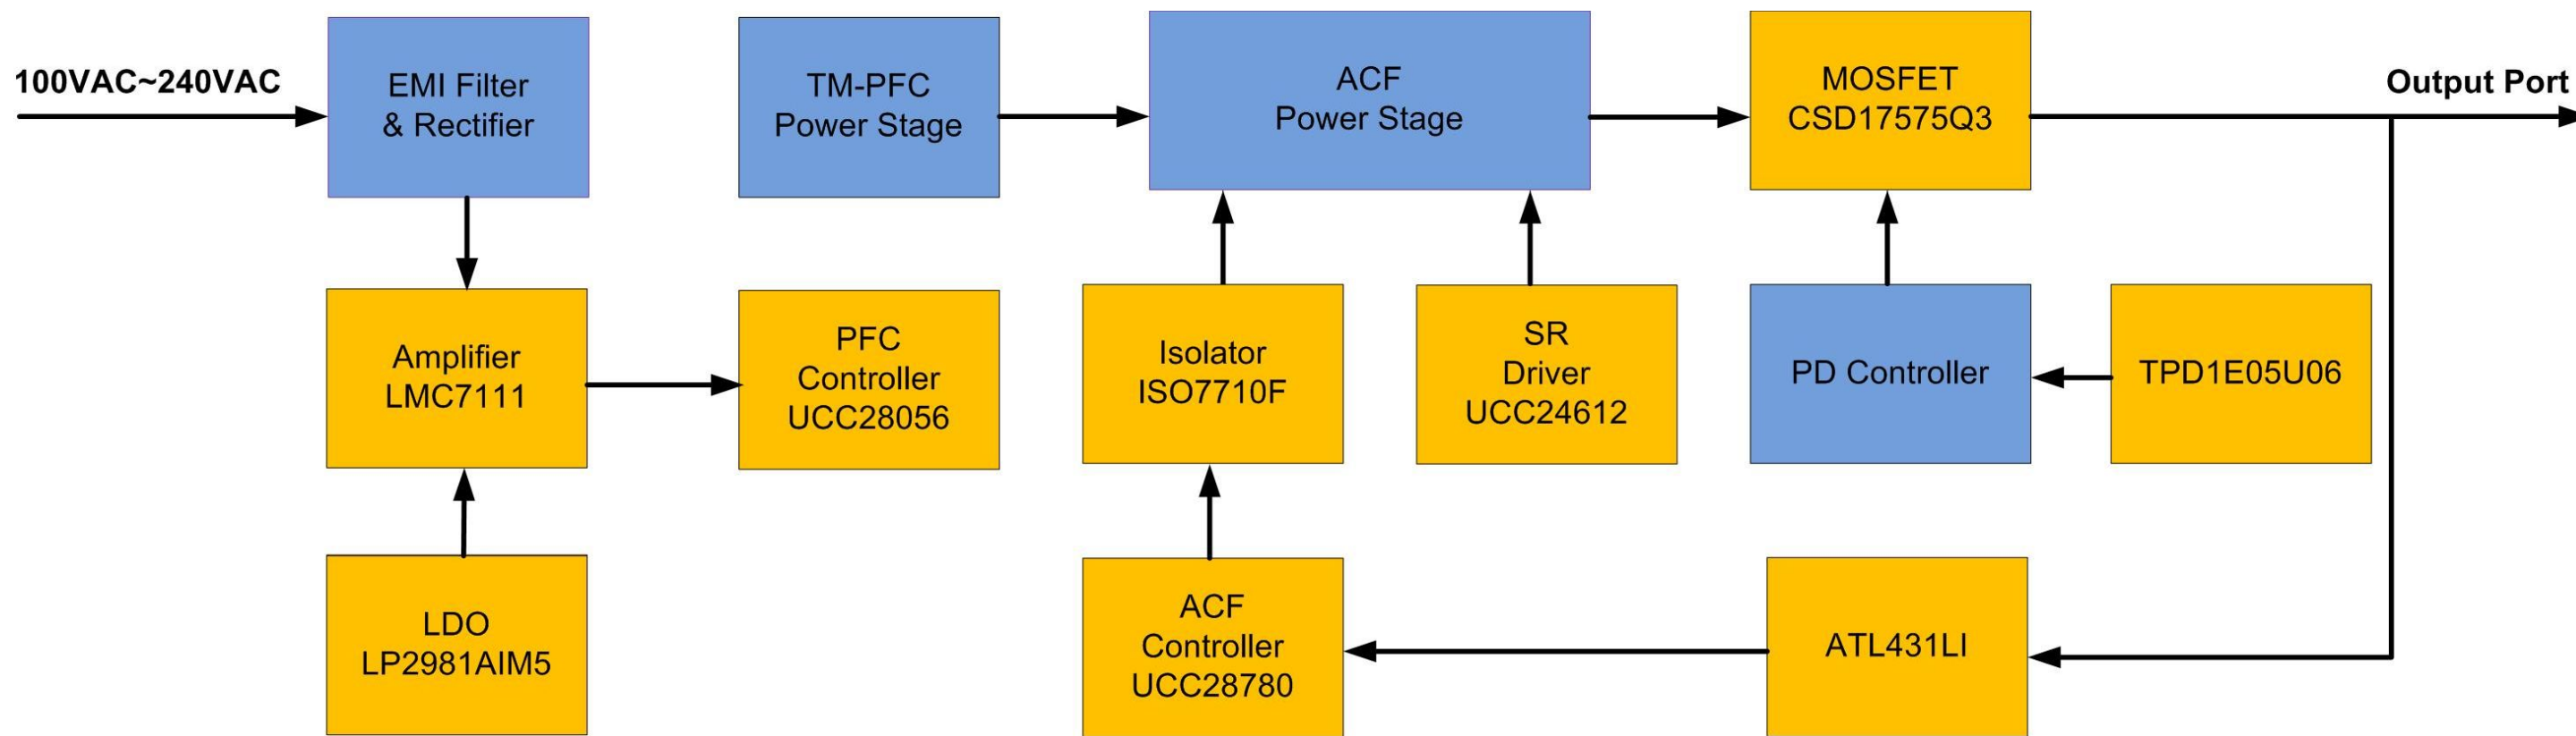 100VAC~240VAC
EMI Filter
& Rectifier
TM-PFC
Power Stage
ACF
Power Stage
MOSFET
CSD17575Q3
Output Port
Amplifier
LMC7111
PFC
Controller
UCC28056
Isolator
ISO7710F
SR
Driver
UCC24612
PD Controller
TPD1E05U06
LDO
LP2981AIM5
ACF
Controller
UCC28780
ATL431LI